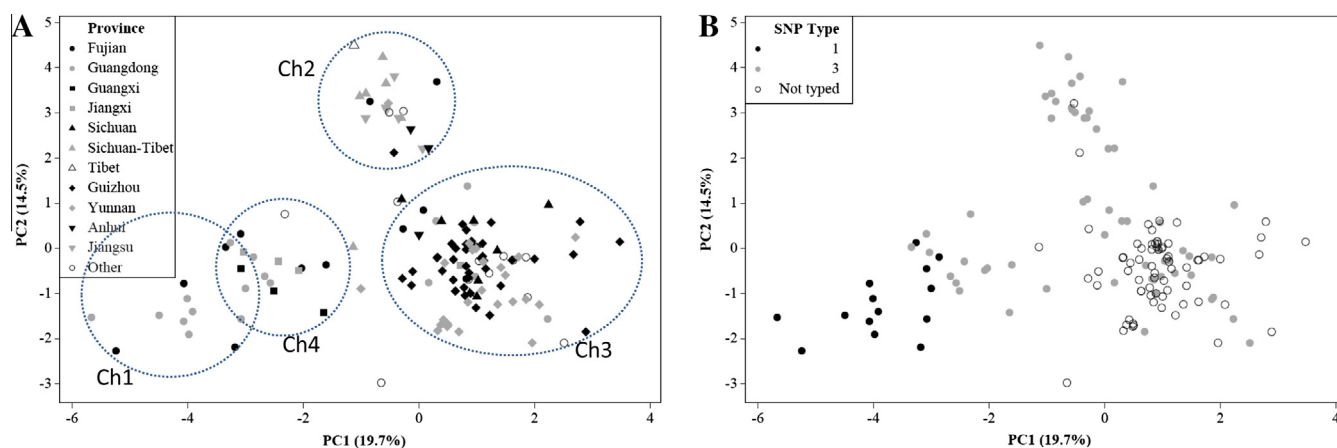 A
Province
Fujian
Guangdong
Guangxi
Jiangxi
Sichuan
Sichuan-Tibet
Tibet
Guizhou
Yunnan
Anhui
Jiangsu
Other
Ch2
Ch1
Ch4
Ch3
PC2 (14.5%)
5
4
3
2
1
0
-1
-2
-3
-6
-4
-2
0
2
4
PC1 (19.7%)
B
SNP Type
1
3
Not typed
PC2 (14.5%)
5
4
3
2
1
0
-1
-2
-3
-6
-4
-2
0
2
4
PC1 (19.7%)